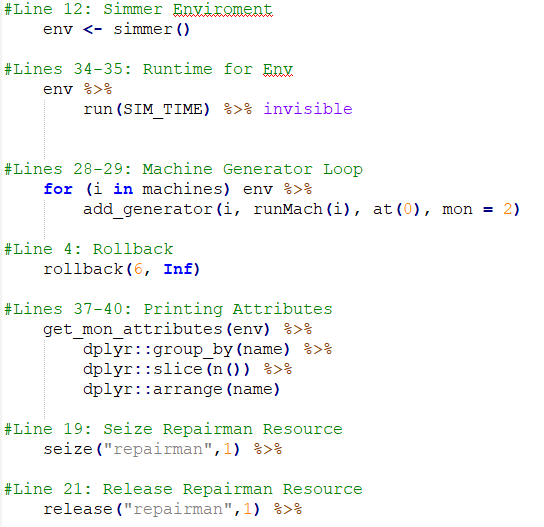 #Line 12: Simmer Enviroment
env <- simmer()
#Lines 34-35: Runtime for Env
env %>%
run(SIM_TIME) %>% invisible
#Lines 28-29: Machine Generator Loop
for (i in machines) env %>%
add_generator(i, runMach(i), at(0), mon = 2)
#Line 4: Rollback
rollback(6, Inf)
#Lines 37-40: Printing Attributes
get_mon_attributes(env) %>%
dplyr::group_by(name) %>%
dplyr::slice(n()) %>%
dplyr::arrange(name)
#Line 19: Seize Repairman Resource
seize("repairman",1) %>%
#Line 21: Release Repairman Resource
release("repairman",1) %>%